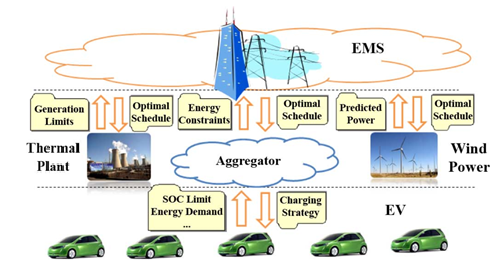 EMS
Generation
Limits
Optimal
Schedule
Energy
Constraints
Optimal
Schedule
Predicted
Power
Optimal
Schedule
Thermal
Plant
Aggregator
Wind
Power
SOC Limit
Energy Demand
...
Charging
Strategy
EV